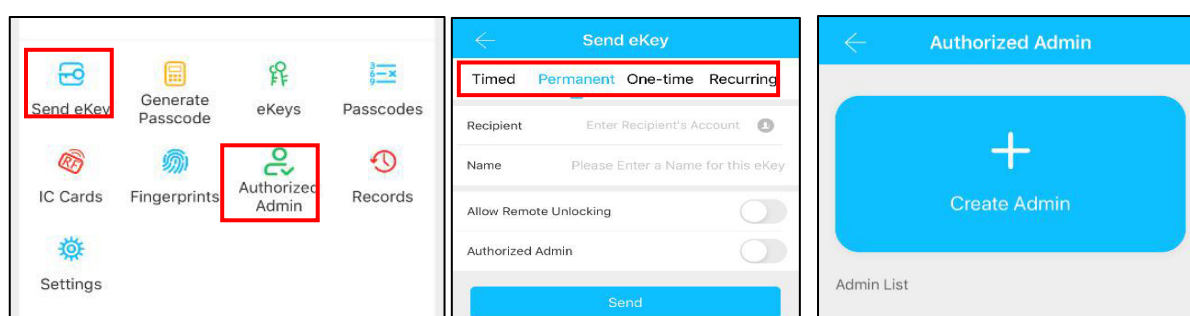 Send eKey
Generate
Passcode
eKeys
Passcodes
IC Cards
Fingerprints
Authorized
Admin
Records
Settings
Send eKey
Timed Permanent One-time Recurring
Recipient Enter Recipient's Account
Name Please Enter a Name for this eKey
Allow Remote Unlocking
Authorized Admin
Send
Authorized Admin
Create Admin
Admin List